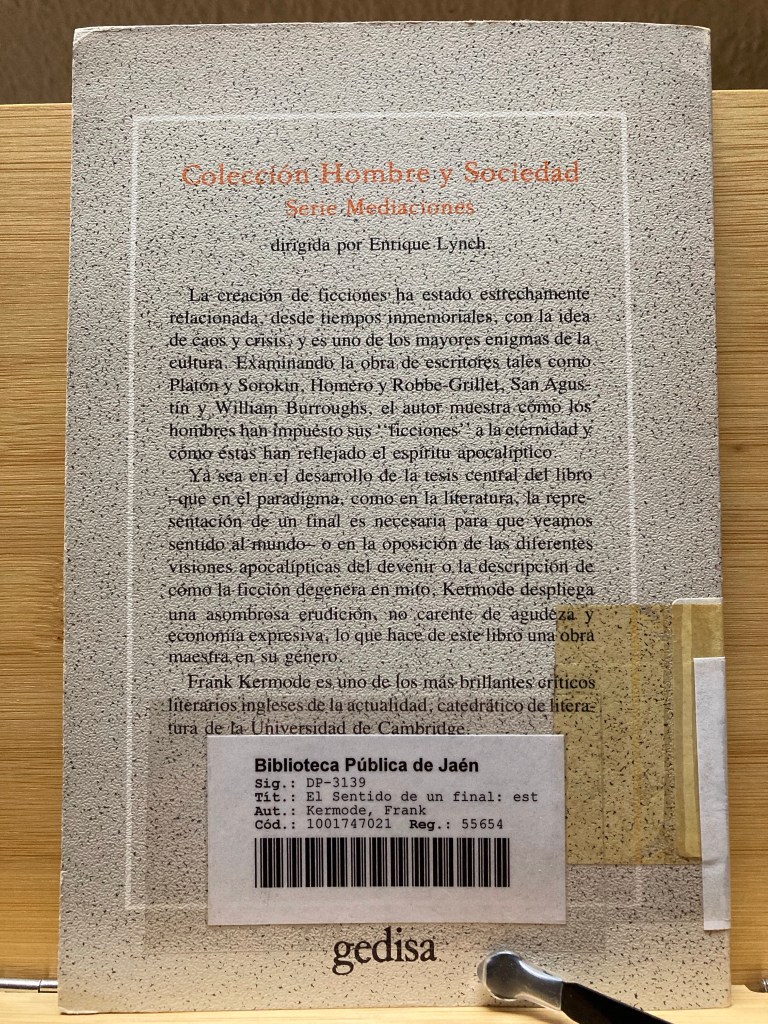 Colección Hombre y Sociedad
Serie Mediaciones
dirigida por Enrique Lynch.
La creación de ficciones ha estado estrechamente
relacionada, desde tiempos inmemoriales, con la idea
de caos y crisis, y es uno de los mayores enigmas de la
cultura. Examinando la obra de escritores tales como
Platón y Sorokin, Homero y Robbe-Grillet, San Agus-
tín y William Burroughs, el autor muestra cómo los
hombres han impuesto sus "ficciones" a la eternidad y
cómo éstas han reflejado el espíritu apocalíptico.
Ya sea en el desarrollo de la tesis central del libro
–que en el paradigma, como en la literatura, la repre-
sentación de un final es necesaria para que veamos
sentido al mundo– o en la oposición de las diferentes
visiones apocalípticas del devenir o la descripción de
cómo la ficción degenera en mito, Kermode despliega
una asombrosa erudición, no carente de agudeza y
economía expresiva, lo que hace de este libro una obra
maestra en su género.
Frank Kermode es uno de los más brillantes críticos
literarios ingleses de la actualidad, catedrático de litera-
tura de la Universidad de Cambridge.
Biblioteca Pública de Jaén
Sig.: DP-3139
Tít.: El Sentido de un final: est
Aut.: Kermode, Frank
Cód.: 1001747021 Reg.: 55654
gedisa